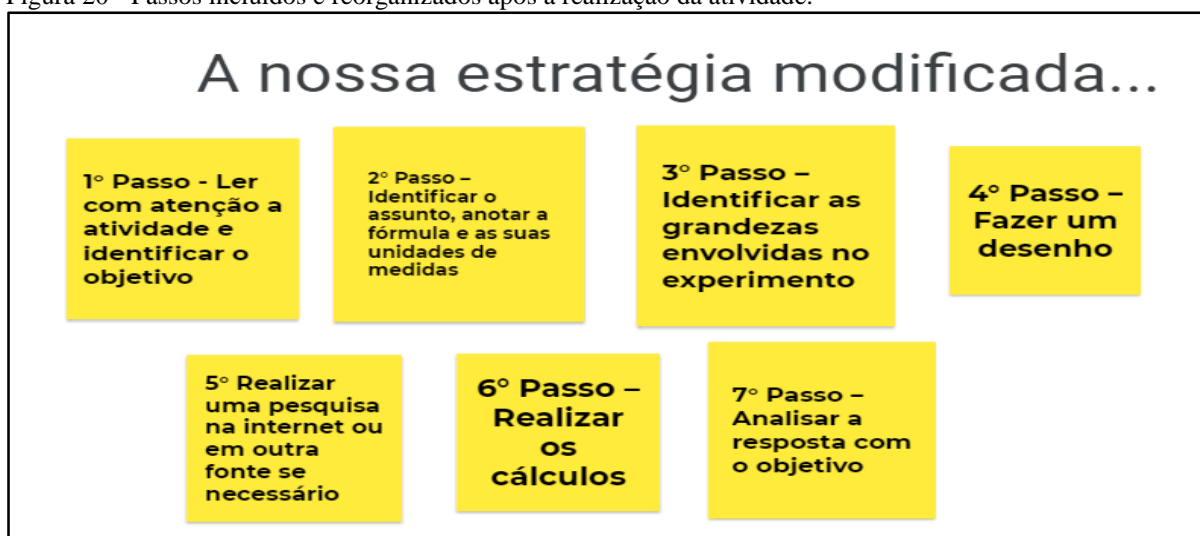 Figura 20 - Passos incluídos e reorganizados após a realização da atividade.
A nossa estratégia modificada...
1° Passo - Ler
com atenção a
atividade e
identificar o
objetivo
2° Passo –
Identificar o
assunto, anotar a
fórmula e as suas
unidades de
medidas
3° Passo –
Identificar as
grandezas
envolvidas no
experimento
4° Passo –
Fazer um
desenho
5° Realizar
uma pesquisa
na internet ou
em outra
fonte se
necessário
6° Passo –
Realizar
os
cálculos
7° Passo –
Analisar a
resposta com
o objetivo